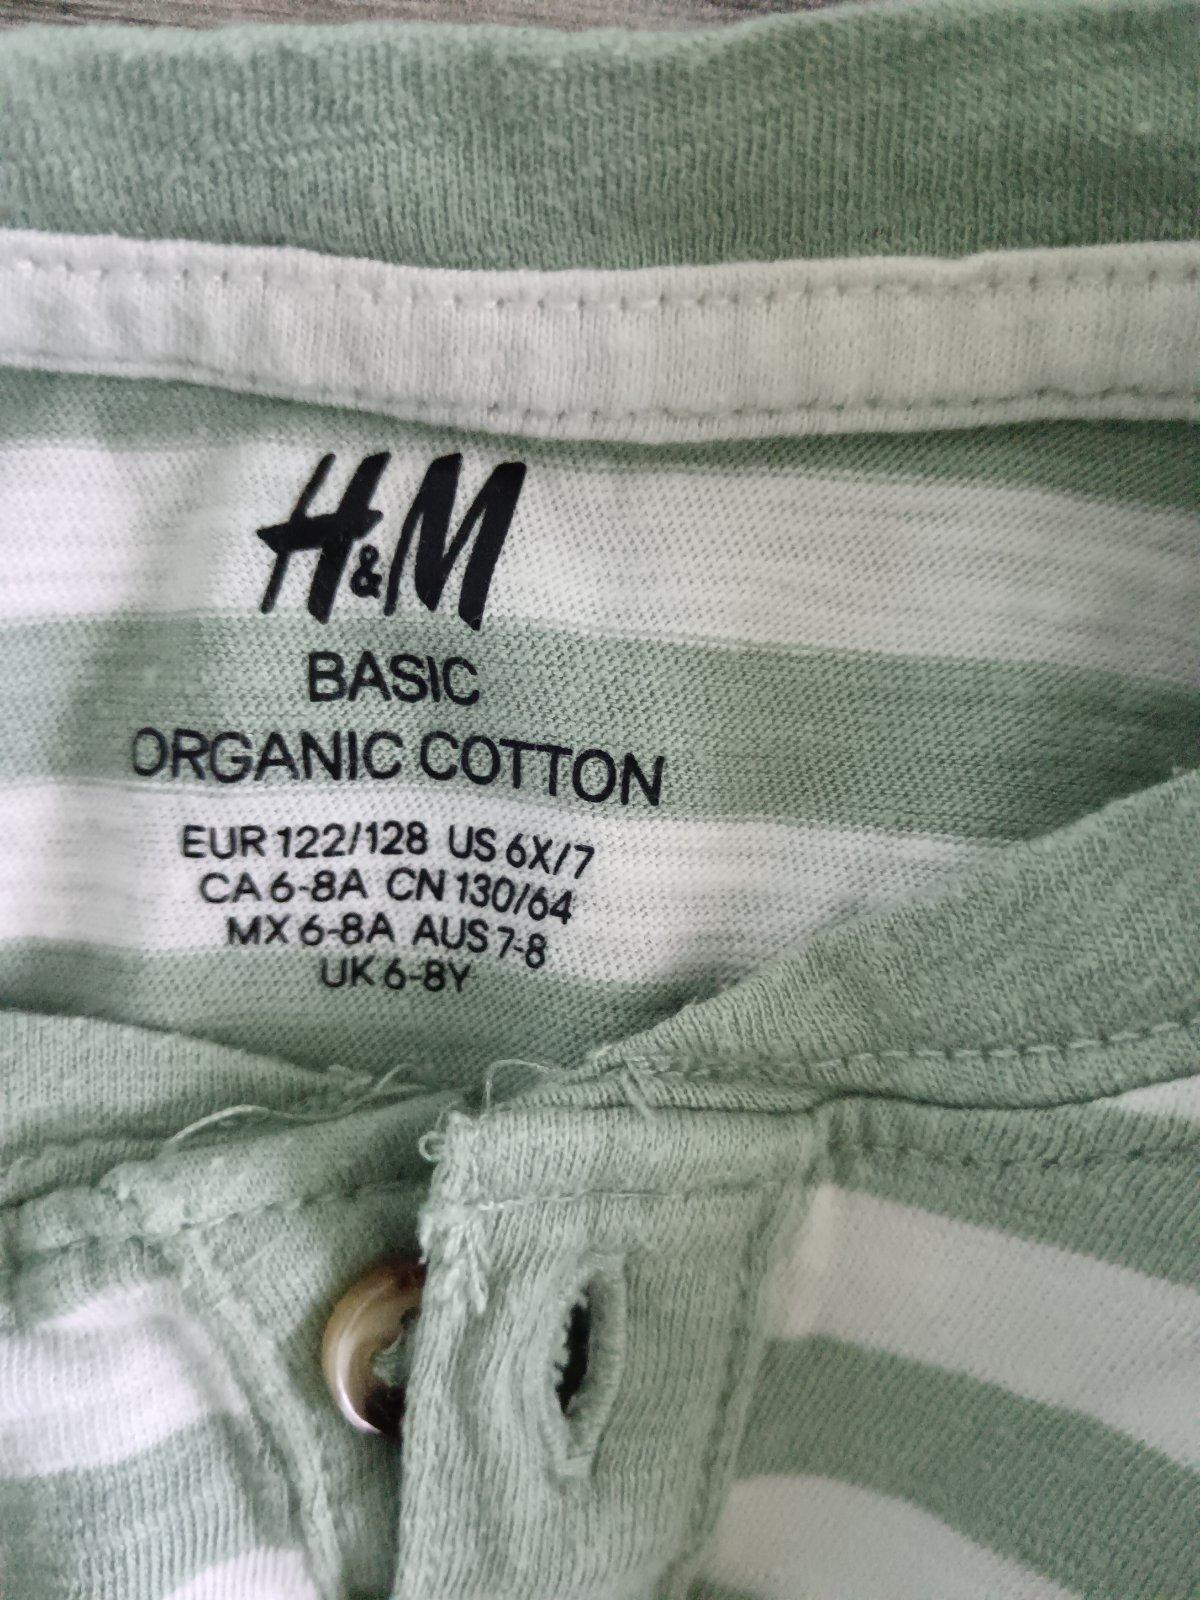 H&M
BASIC
ORGANIC COTTON
EUR 122/128 US 6X/7
CA 6-8A CN 130/64
MX 6-8A AUS 7-8
UK 6-8Y